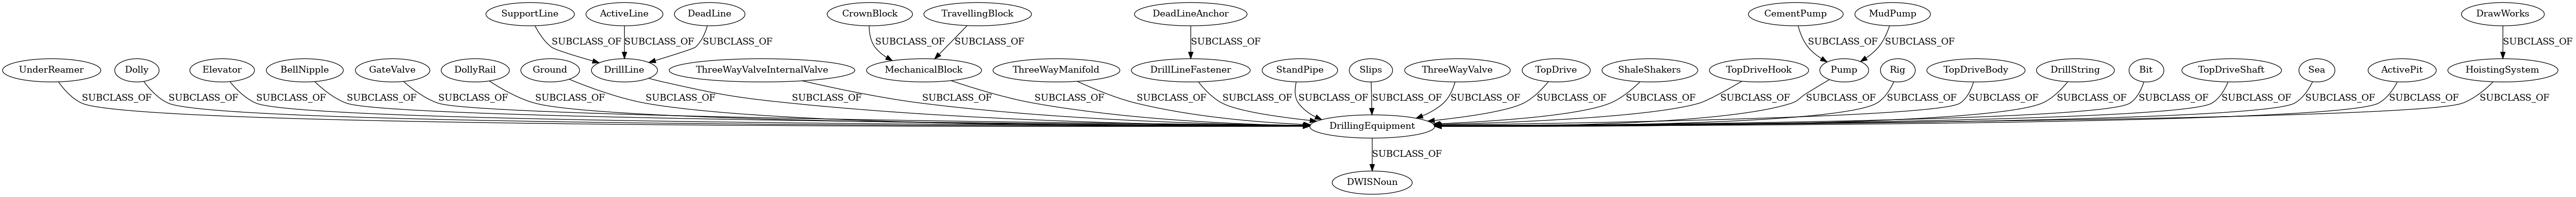 SupportLine ActiveLine DeadLine CrownBlock TravellingBlock DeadLineAnchor CementPump MudPump DrawWorks
SUBCLASS_OF SUBCLASS_OF SUBCLASS_OF SUBCLASS_OF SUBCLASS_OF SUBCLASS_OF SUBCLASS_OF SUBCLASS_OF SUBCLASS_OF
UnderReamer Dolly Elevator BellNipple GateValve DollyRail Ground DrillLine ThreeWayValveInternalValve MechanicalBlock ThreeWayManifold DrillLineFastener StandPipe Slips ThreeWayValve TopDrive ShaleShakers TopDriveHook Pump Rig TopDriveBody DrillString Bit TopDriveShaft Sea ActivePit HoistingSystem
SUBCLASS_OF SUBCLASS_OF SUBCLASS_OF SUBCLASS_OF SUBCLASS_OF SUBCLASS_OF SUBCLASS_OF SUBCLASS_OF SUBCLASS_OF SUBCLASS_OF SUBCLASS_OF SUBCLASS_OF SUBCLASS_OF SUBCLASS_OF SUBCLASS_OF SUBCLASS_OF SUBCLASS_OF SUBCLASS_OF SUBCLASS_OF SUBCLASS_OF SUBCLASS_OF SUBCLASS_OF SUBCLASS_OF SUBCLASS_OF SUBCLASS_OF SUBCLASS_OF SUBCLASS_OF
DrillingEquipment
SUBCLASS_OF
DWISNoun